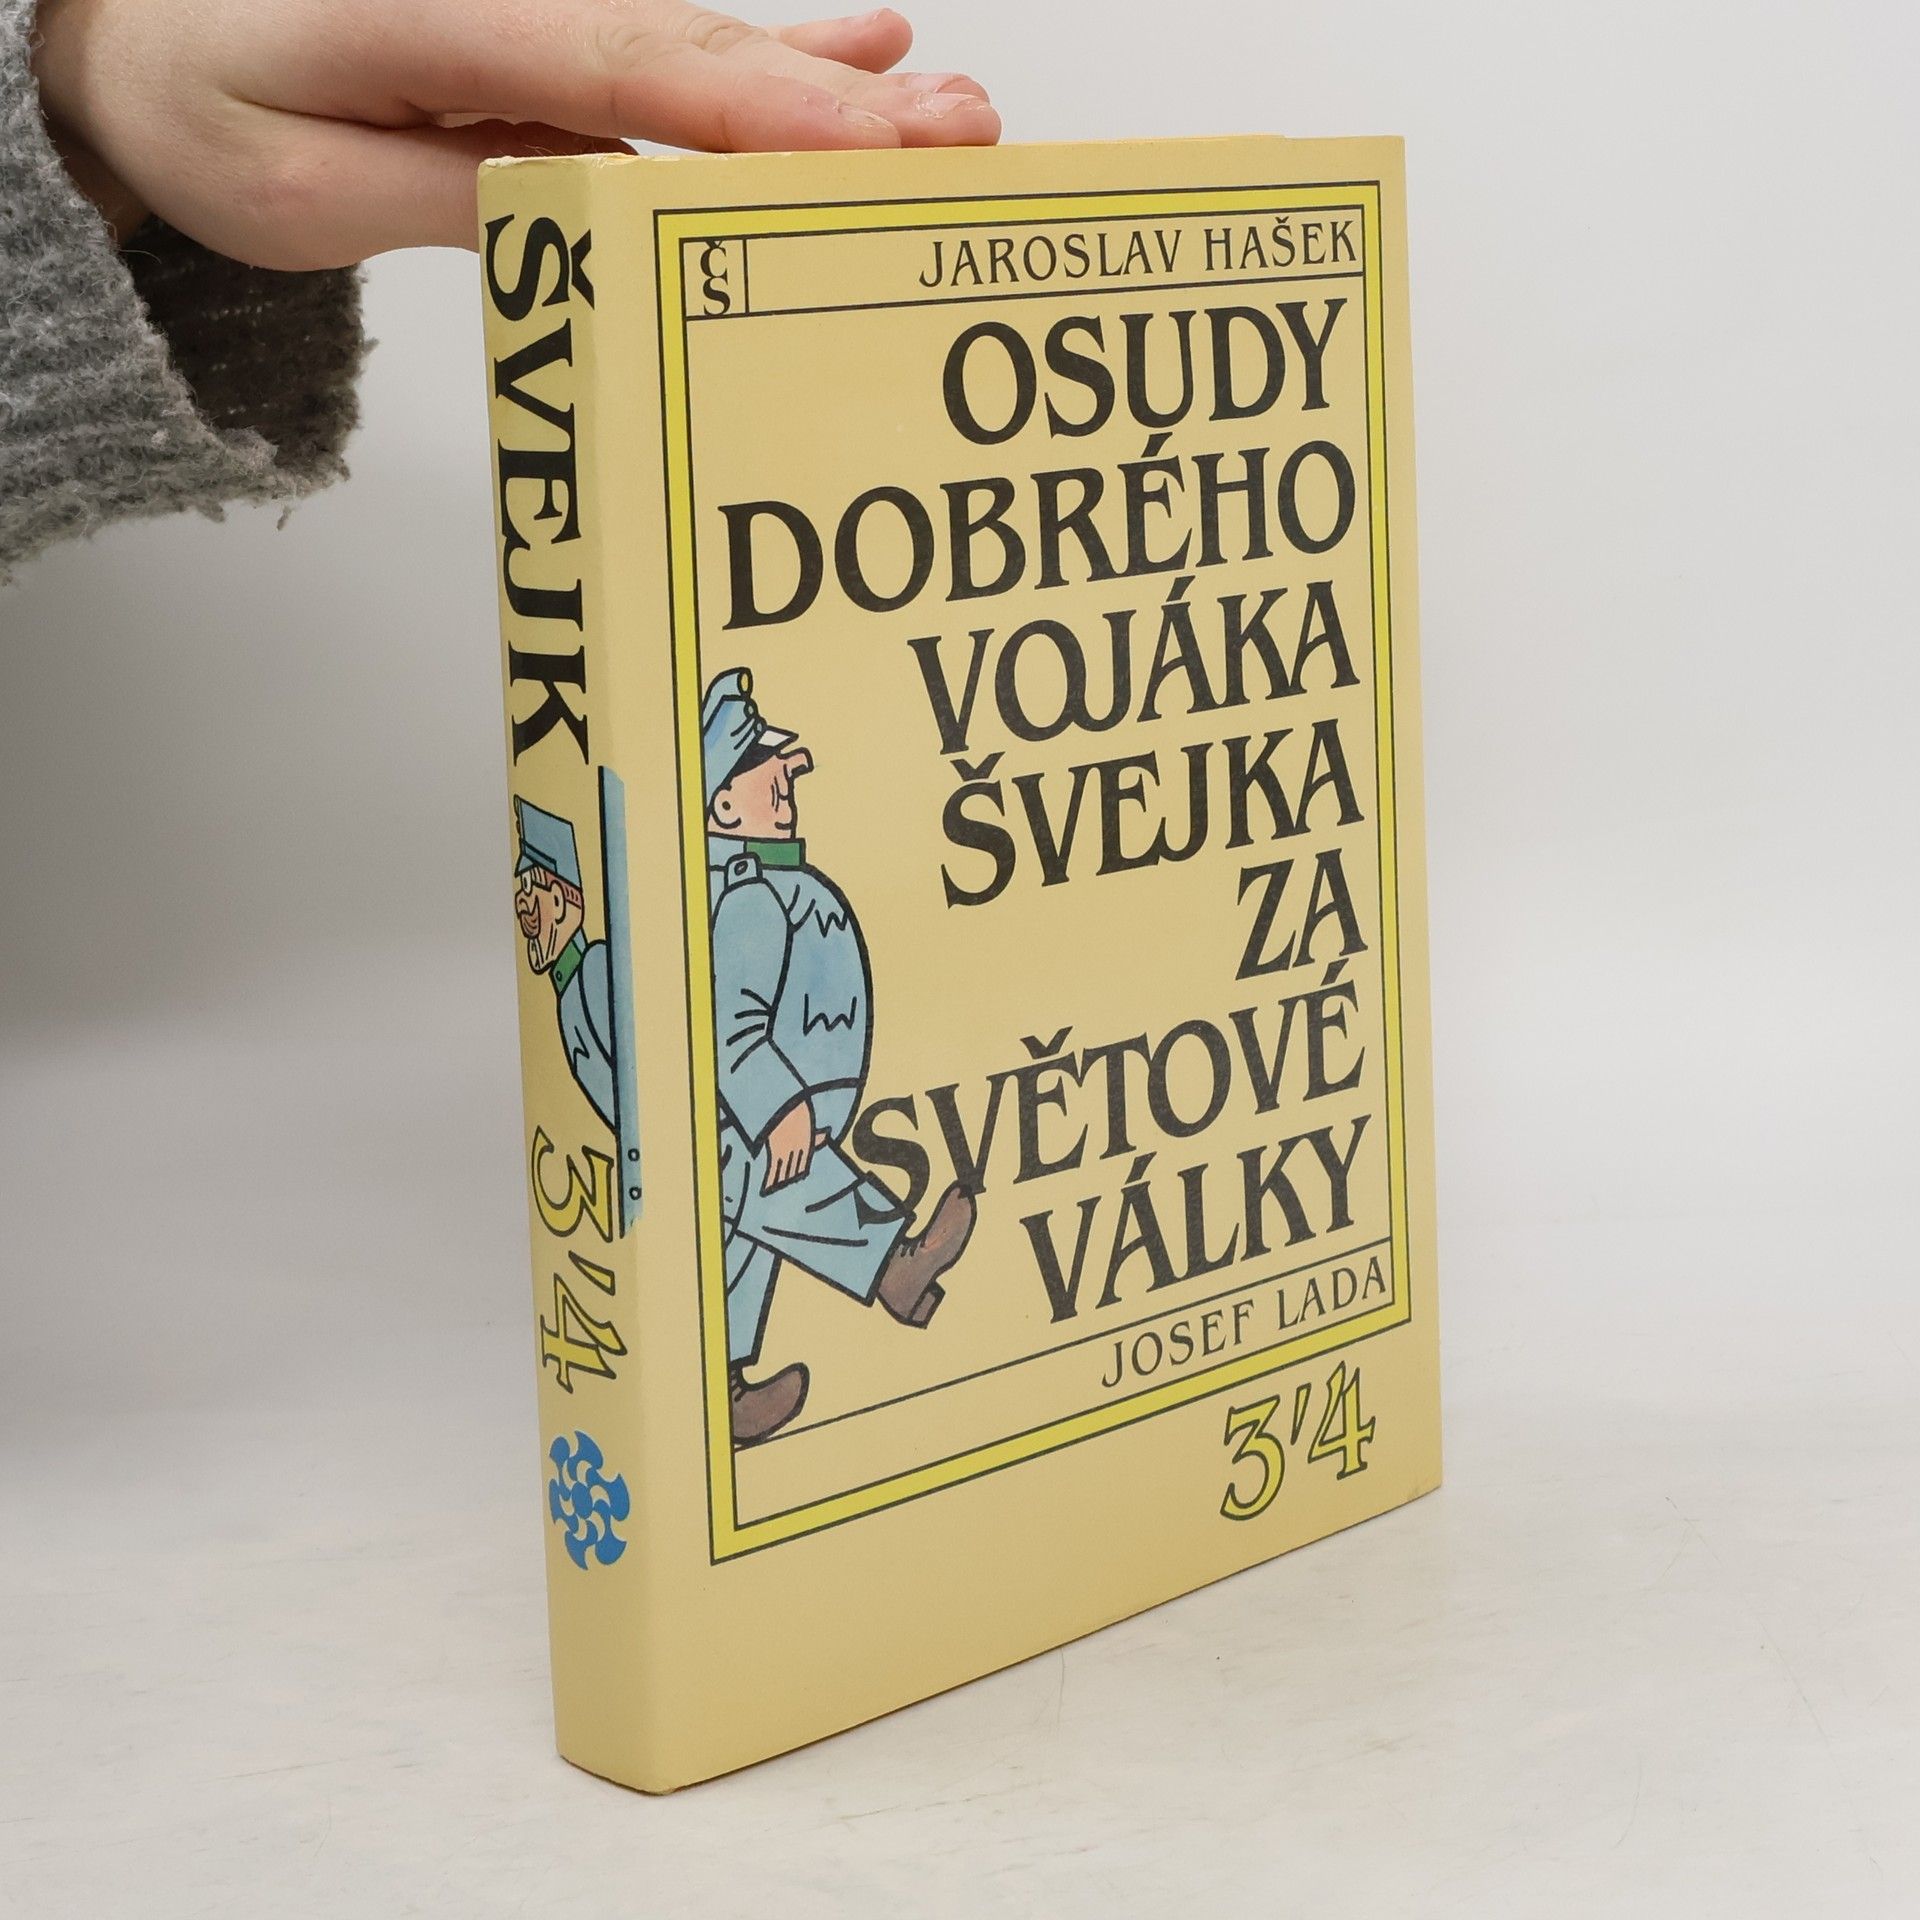 ŠVEJK 3'4
ČS
JAROSLAV HAŠEK
OSUDY
DOBRÉHO
VOJÁKA
ŠVEJKA
ZA
SVĚTOVÉ
VÁLKY
JOSEF LADA
3'4